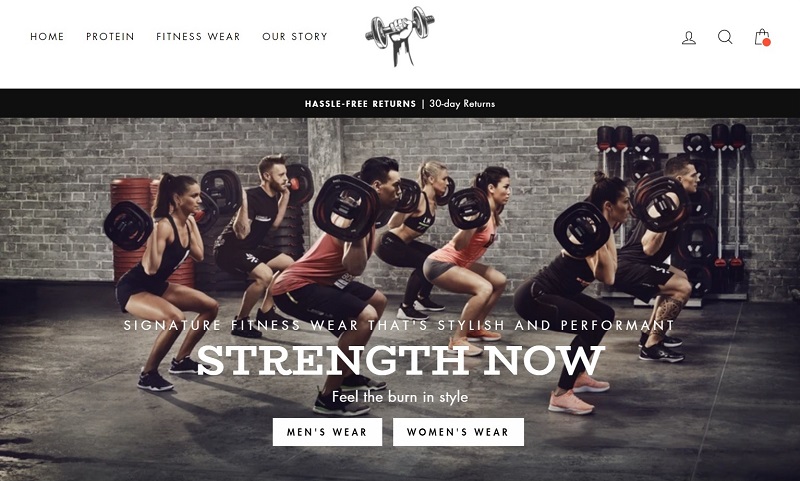 HOME PROTEIN FITNESS WEAR OUR STORY
HASSLE-FREE RETURNS | 30-day Returns
SIGNATURE FITNESS WEAR THAT'S STYLISH AND PERFORMANT
STRENGTH NOW
Feel the burn in style
MEN'S WEAR WOMEN'S WEAR